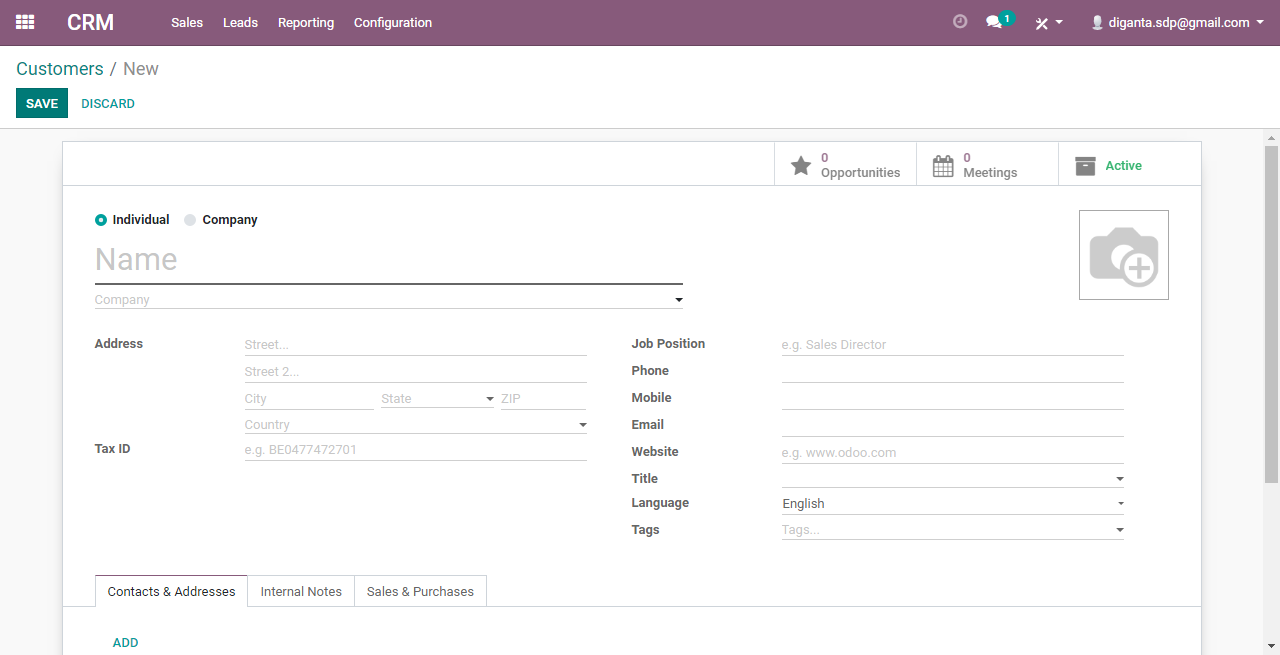 CRM Sales Leads Reporting Configuration 1 diganta.sdp@gmail.com
Customers / New
SAVE DISCARD
0 Opportunities
0 Meetings
Active
Individual Company
Name
Company
Address Street...
Street 2...
City State ZIP
Country
Tax ID e.g. BE0477472701
Job Position e.g. Sales Director
Phone
Mobile
Email
Website e.g. www.odoo.com
Title
Language English
Tags Tags...
Contacts & Addresses Internal Notes Sales & Purchases
ADD